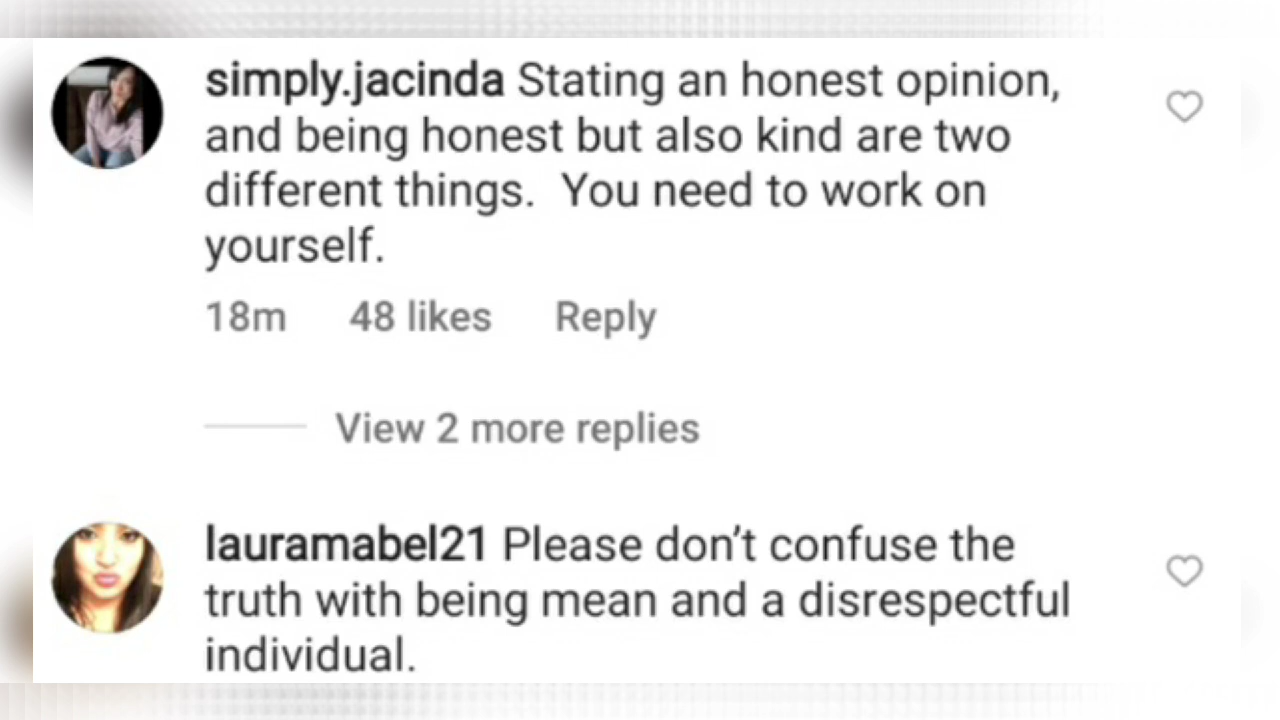 simply.jacinda Stating an honest opinion,
and being honest but also kind are two
different things.  You need to work on
yourself.
18m 48 likes Reply
View 2 more replies
lauramabel21 Please don't confuse the
truth with being mean and a disrespectful
individual.